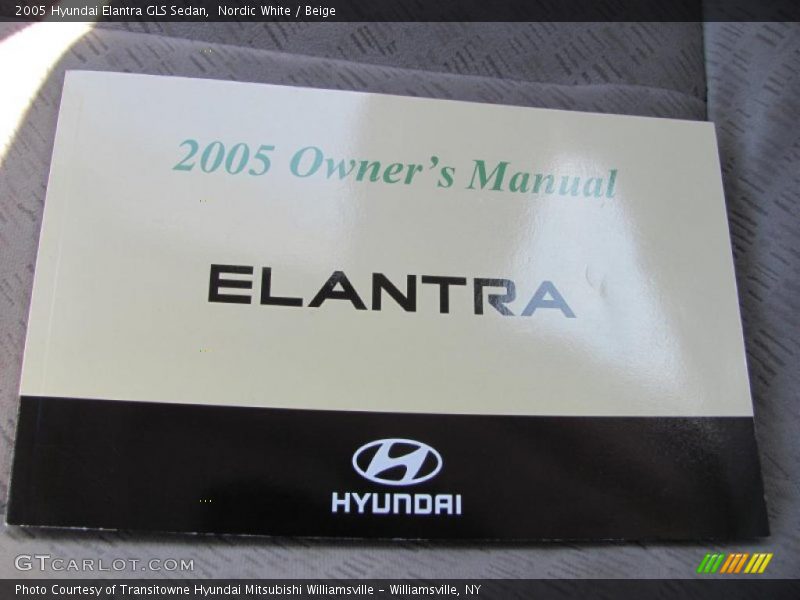 2005 Hyundai Elantra GLS Sedan,  Nordic White / Beige
2005 Owner's Manual
ELANTRA
HYUNDAI
GTCARLOT.COM
Photo Courtesy of Transitowne Hyundai Mitsubishi Williamsville – Williamsville, NY